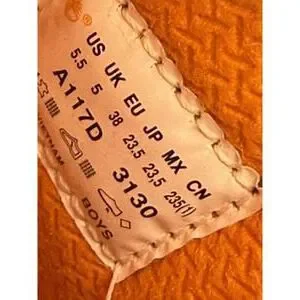 US UK EU JP MX CN
5.5 5 38 23.5 23,5 235(1)
A117D 3130
BOYS